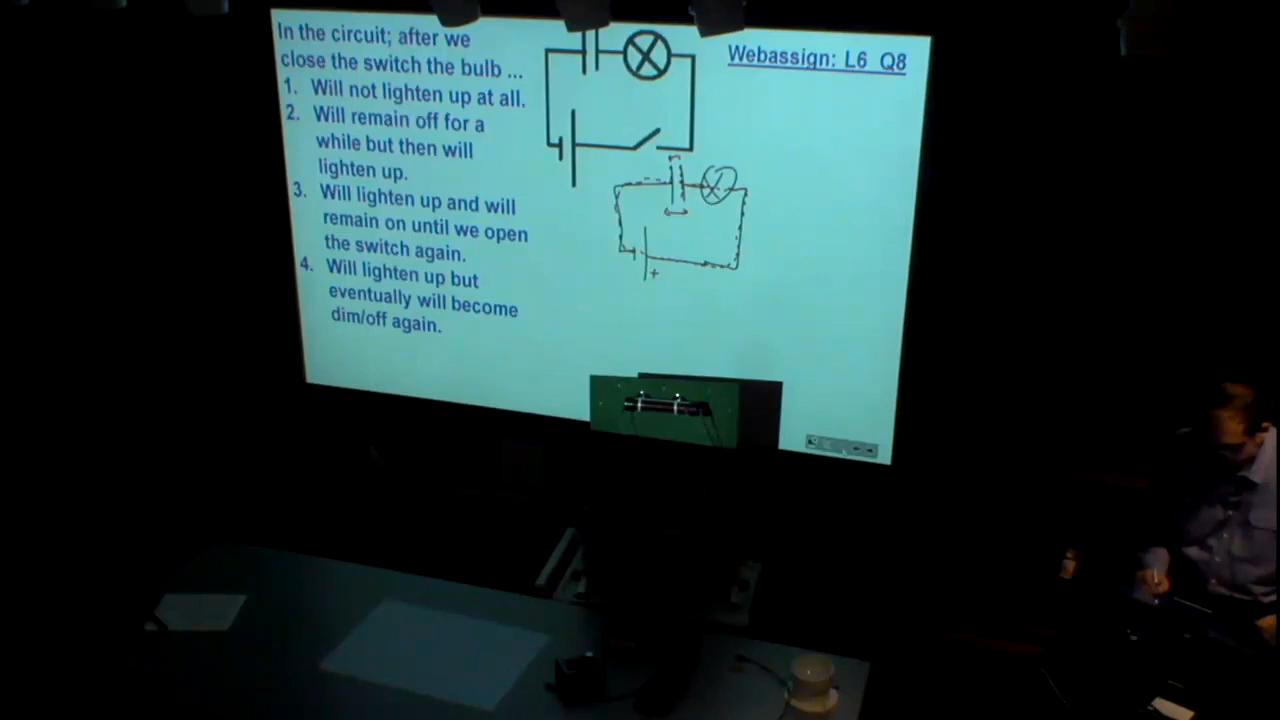 In the circuit; after we
close the switch the bulb ...
1. Will not lighten up at all.
2. Will remain off for a
while but then will
lighten up.
3. Will lighten up and will
remain on until we open
the switch again.
4. Will lighten up but
eventually will become
dim/off again.
Webassign: L6 Q8
+